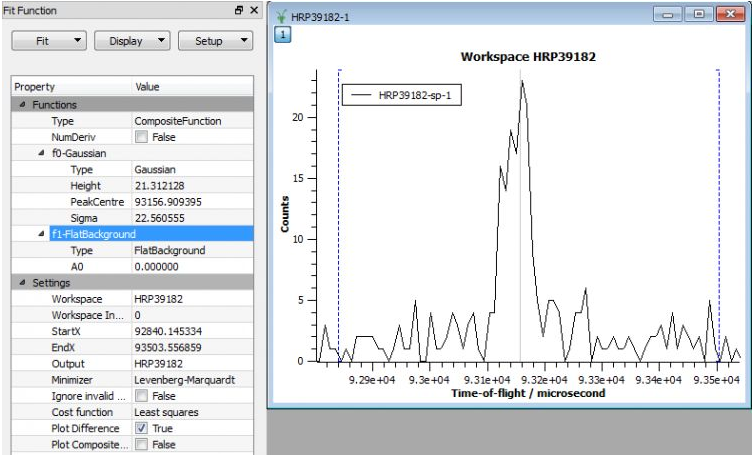 Fit Function
Fit Display Setup
Property Value
Functions
Type CompositeFunction
NumDeriv False
f0-Gaussian
Type Gaussian
Height 21.312128
PeakCentre 93156.909395
Sigma 22.560555
f1-FlatBackground
Type FlatBackground
A0 0.000000
Settings
Workspace HRP39182
Workspace In... 0
StartX 92840.145334
EndX 93503.556859
Output HRP39182
Minimizer Levenberg-Marquardt
Ignore invalid ... False
Cost function Least squares
Plot Difference True
Plot Composite... False
HRP39182-1
1
Workspace HRP39182
HRP39182-sp-1
20
15
10
5
0
Counts
9.29e+04 9.3e+04 9.31e+04 9.32e+04 9.33e+04 9.34e+04 9.35e+04
Time-of-flight / microsecond